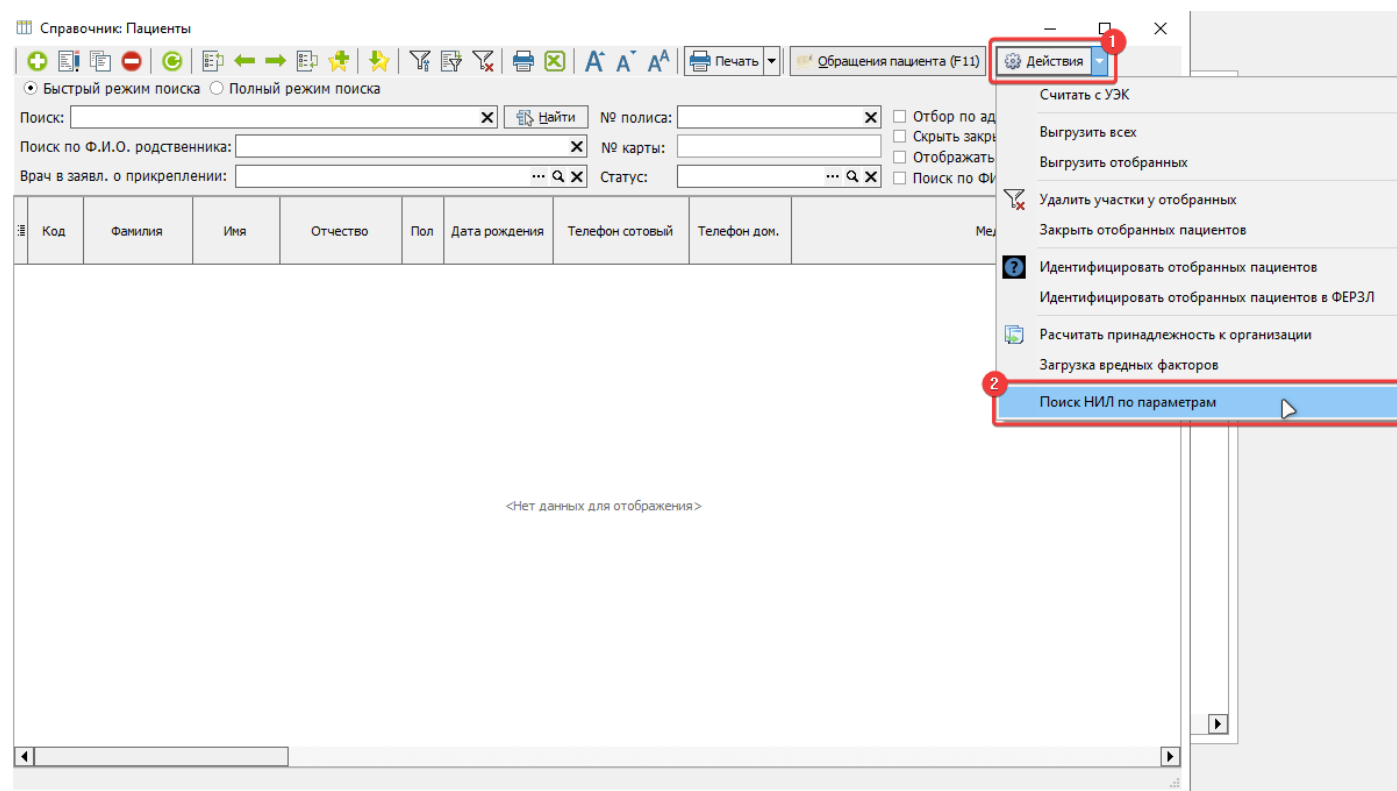 Справочник: Пациенты
Печать
Обращения пациента (F11)
Действия
1
Быстрый режим поиска Полный режим поиска
Поиск: Найти № полиса: Отбор по ад
Поиск по Ф.И.О. родственника: № карты: Скрыть закры
Отображать
Врач в заявл. о прикреплении: Статус: Поиск по ФИ
Код Фамилия Имя Отчество Пол Дата рождения Телефон сотовый Телефон дом. Мед
<Нет данных для отображения>
Считать с УЭК
Выгрузить всех
Выгрузить отобранных
Удалить участки у отобранных
Закрыть отобранных пациентов
Идентифицировать отобранных пациентов
Идентифицировать отобранных пациентов в ФЕРЗЛ
Расчитать принадлежность к организации
Загрузка вредных факторов
2
Поиск НИЛ по параметрам